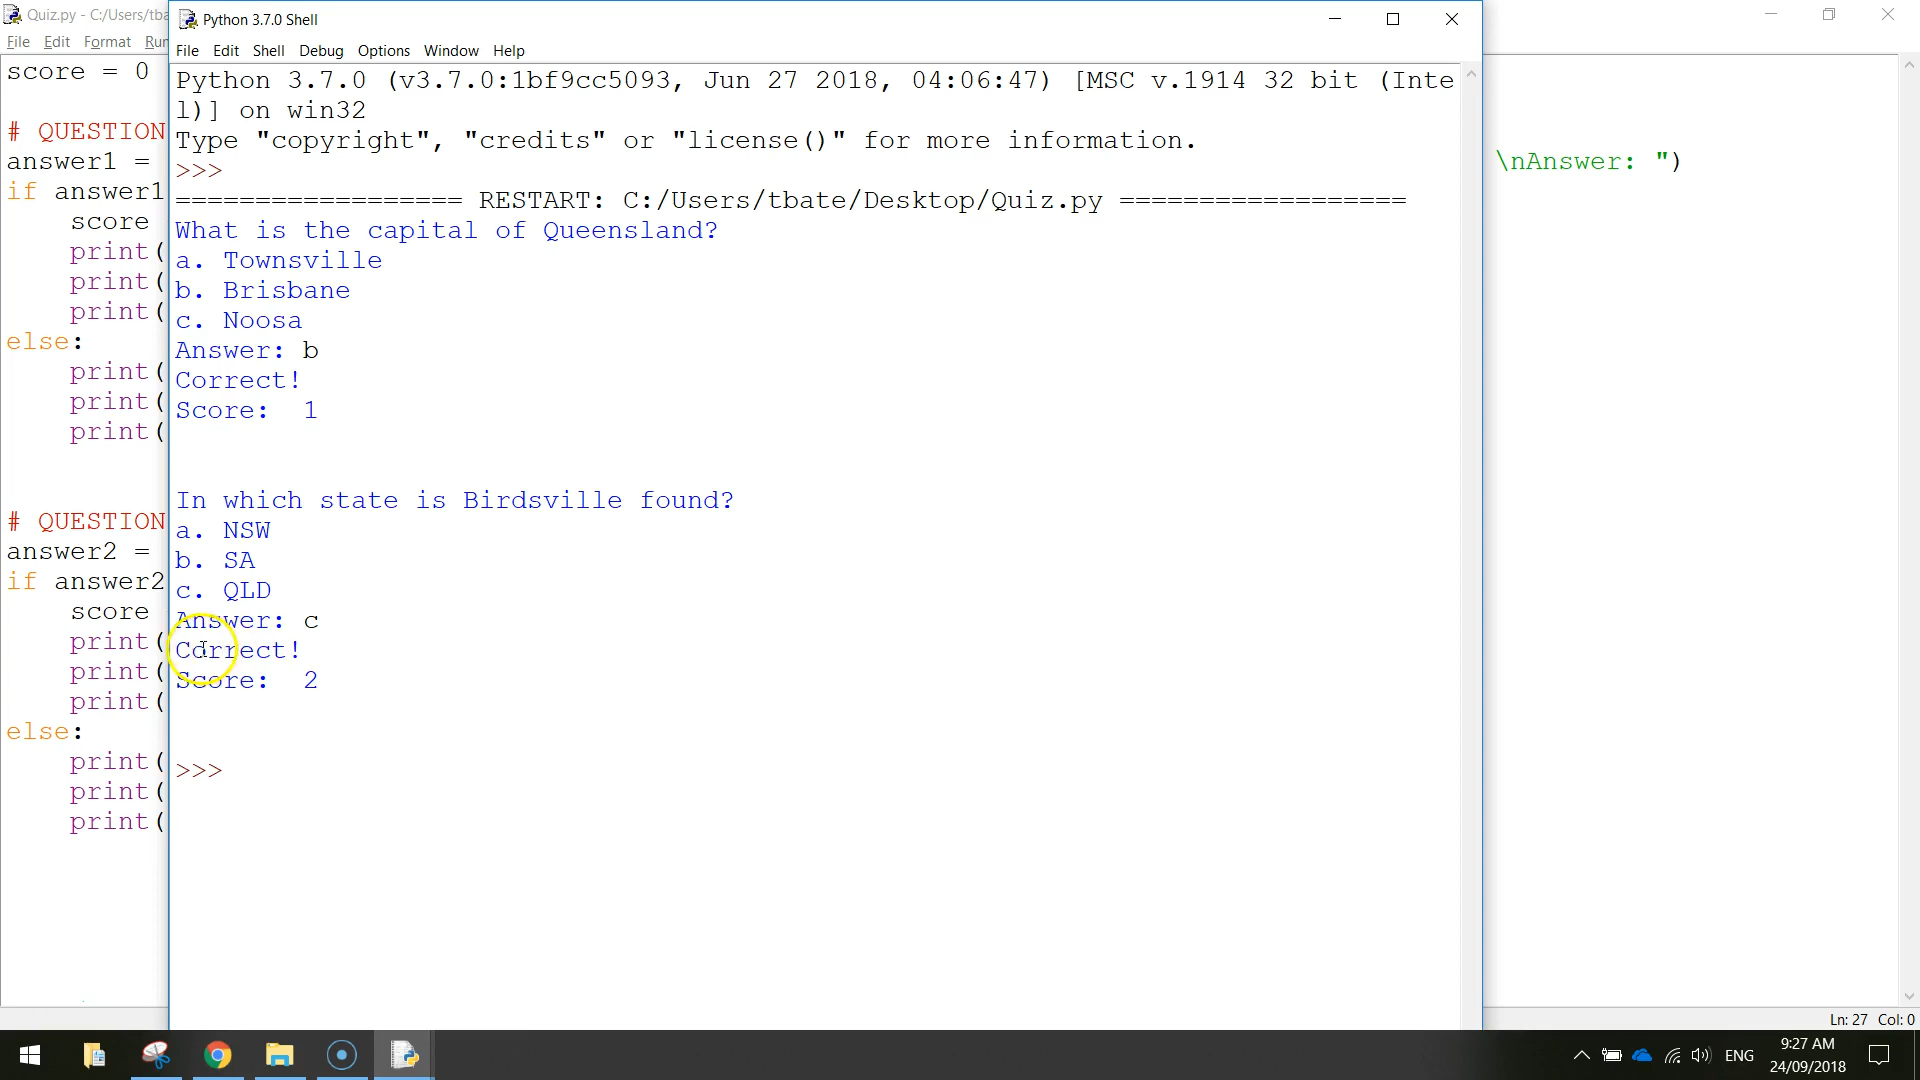 Quiz.py - C:/Users/tba
Python 3.7.0 Shell
File Edit Format Run
File Edit Shell Debug Options Window Help
score = 0
# QUESTION
answer1 =
if answer1
score
print(
print(
print(
else:
print(
print(
print(
# QUESTION
answer2 =
if answer2
score
print(
print(
print(
else:
print(
print(
print(
Python 3.7.0 (v3.7.0:1bf9cc5093, Jun 27 2018, 04:06:47) [MSC v.1914 32 bit (Inte
l)] on win32
Type "copyright", "credits" or "license()" for more information.
>>>
================== RESTART: C:/Users/tbate/Desktop/Quiz.py ==================
What is the capital of Queensland?
a. Townsville
b. Brisbane
c. Noosa
Answer: b
Correct!
Score:  1
In which state is Birdsville found?
a. NSW
b. SA
c. QLD
Answer: c
Correct!
Score:  2
>>>
\nAnswer: ")
Ln: 27 Col: 0
ENG
9:27 AM
24/09/2018